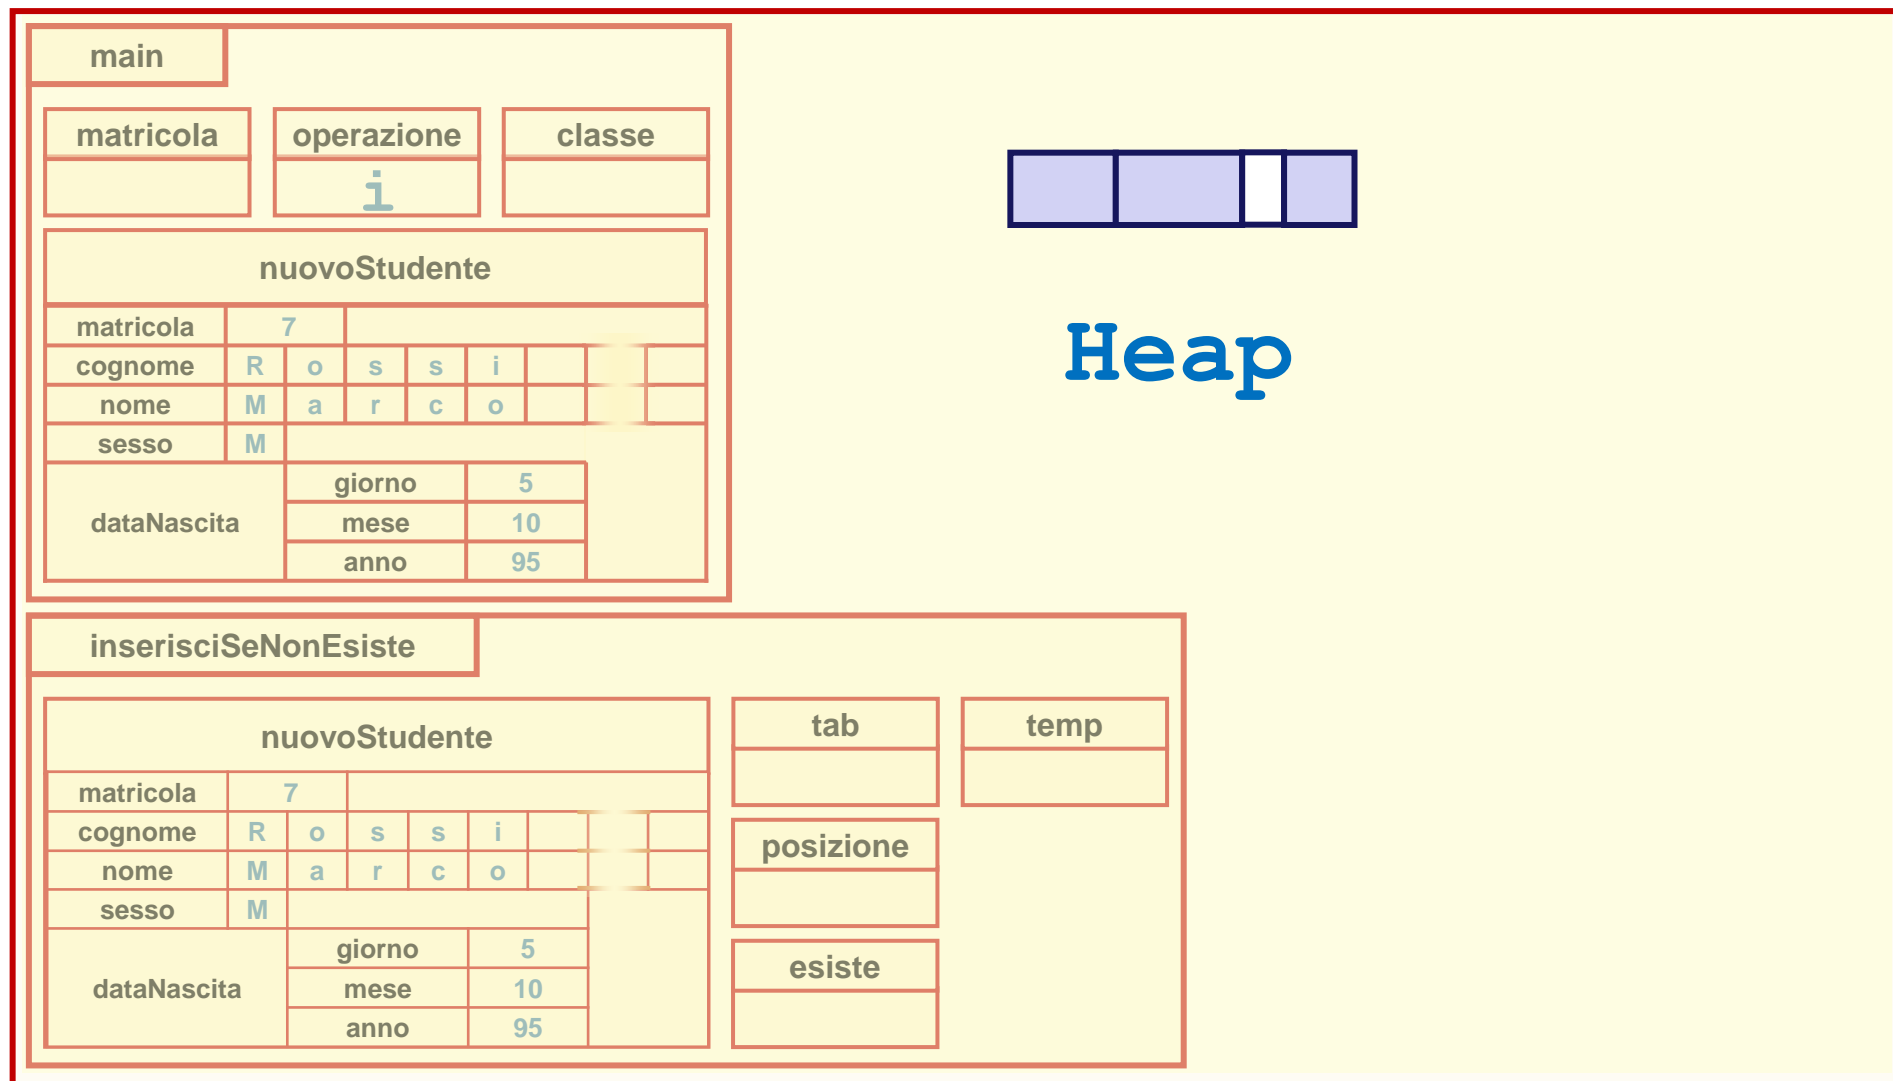 main
matricola operazione classe
i
nuovoStudente
matricola 7
cognome R o s s i
nome M a r c o
sesso M
dataNascita
giorno 5
mese 10
anno 95
Heap
inserisciSeNonEsiste
nuovoStudente
matricola 7
cognome R o s s i
nome M a r c o
sesso M
dataNascita
giorno 5
mese 10
anno 95
tab temp
posizione
esiste